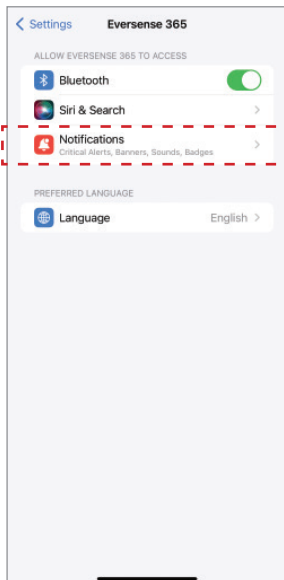 Settings Eversense 365
ALLOW EVERSENSE 365 TO ACCESS
Bluetooth
Siri & Search
Notifications
Critical Alerts, Banners, Sounds, Badges
PREFERRED LANGUAGE
Language English